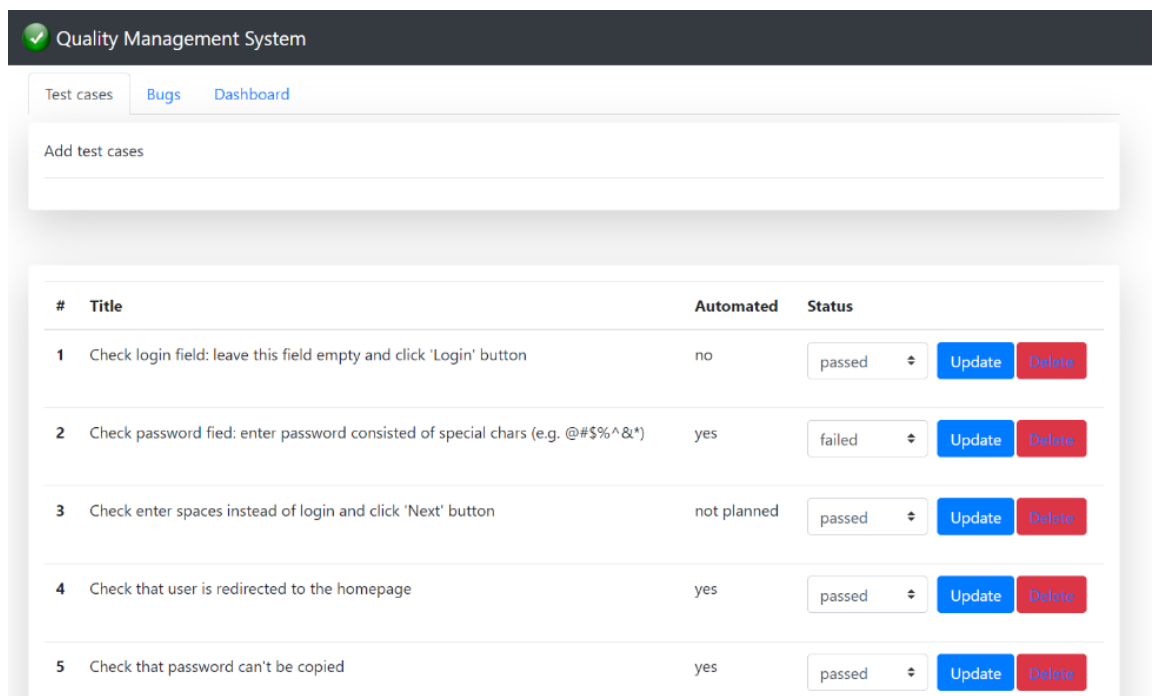 Quality Management System
Test cases Bugs Dashboard
Add test cases
# Title Automated Status
1 Check login field: leave this field empty and click 'Login' button no passed Update Delete
2 Check password fied: enter password consisted of special chars (e.g. @#$%^&*) yes failed Update Delete
3 Check enter spaces instead of login and click 'Next' button not planned passed Update Delete
4 Check that user is redirected to the homepage yes passed Update Delete
5 Check that password can't be copied yes passed Update Delete